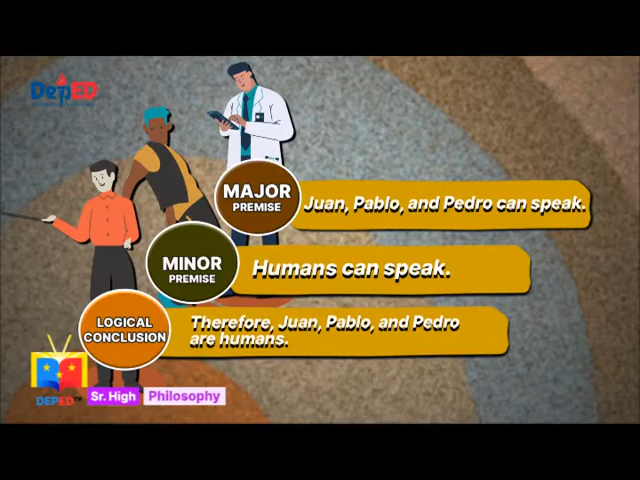 DepED
MAJOR
PREMISE
Juan, Pablo, and Pedro can speak.
MINOR
PREMISE
Humans can speak.
LOGICAL
CONCLUSION
Therefore, Juan, Pablo, and Pedro
are humans.
DEPED TV
Sr. High Philosophy